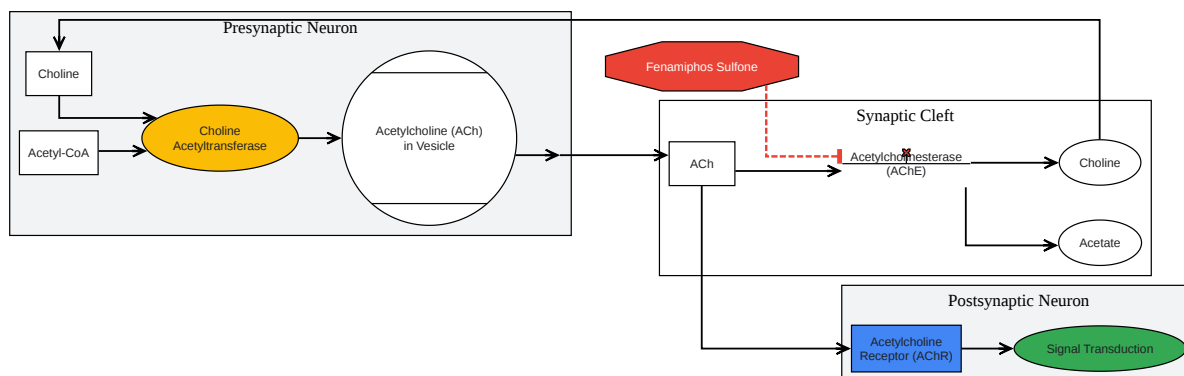 Presynaptic Neuron
Choline
Acetyl-CoA
Choline
Acetyltransferase
Acetylcholine (ACh)
in Vesicle
Fenamiphos Sulfone
Synaptic Cleft
ACh
Acetylcholinesterase
(AChE)
Choline
Acetate
Postsynaptic Neuron
Acetylcholine
Receptor (AChR)
Signal Transduction